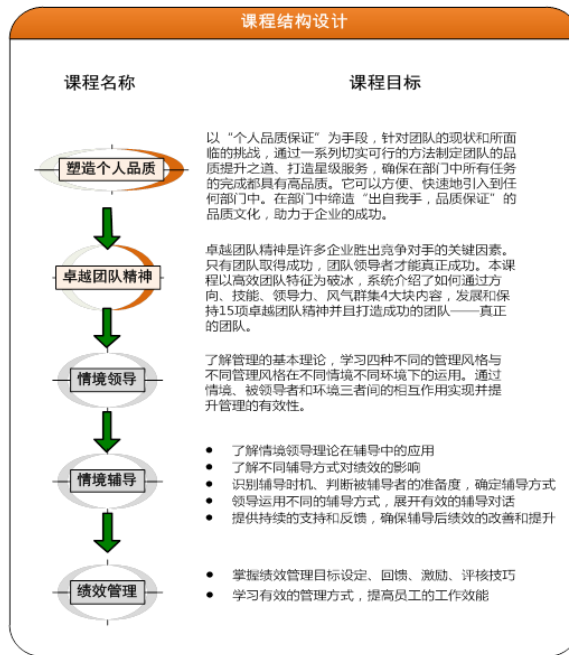 课程结构设计
课程名称
课程目标
塑造个人品质
以“个人品质保证”为手段，针对团队的现状和所面
临的挑战，通过一系列切实可行的方法制定团队的品
质提升之道、打造星级服务，确保在部门中所有任务
的完成都具有高品质。它可以方便、快速地引入到任
何部门中。在部门中缔造“出自我手，品质保证”的
品质文化，助力于企业的成功。
卓越团队精神
卓越团队精神是许多企业胜出竞争对手的关键因素。
只有团队取得成功，团队领导者才能真正成功。本课
程以高效团队特征为破冰，系统介绍了如何通过方
向、技能、领导力、风气群集4大块内容，发展和保
持15项卓越团队精神并且打造成功的团队——真正
的团队。
情境领导
了解管理的基本理论，学习四种不同的管理风格与
不同管理风格在不同情境不同环境下的运用。通过
情境、被领导者和环境三者间的相互作用实现并提
升管理的有效性。
情境辅导
● 了解情境领导理论在辅导中的应用
● 了解不同辅导方式对绩效的影响
● 识别辅导时机、判断被辅导者的准备度，确定辅导方式
● 领导运用不同的辅导方式，展开有效的辅导对话
● 提供持续的支持和反馈，确保辅导后绩效的改善和提升
绩效管理
● 掌握绩效管理目标设定、回馈、激励、评核技巧
● 学习有效的管理方式，提高员工的工作效能